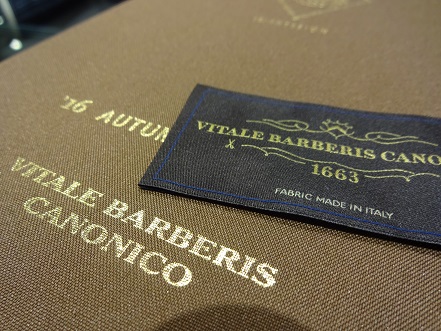 '16 AUTUM
VITALE BARBERIS
CANONICO
VITALE BARBERIS CANO
1663
FABRIC MADE IN ITALY